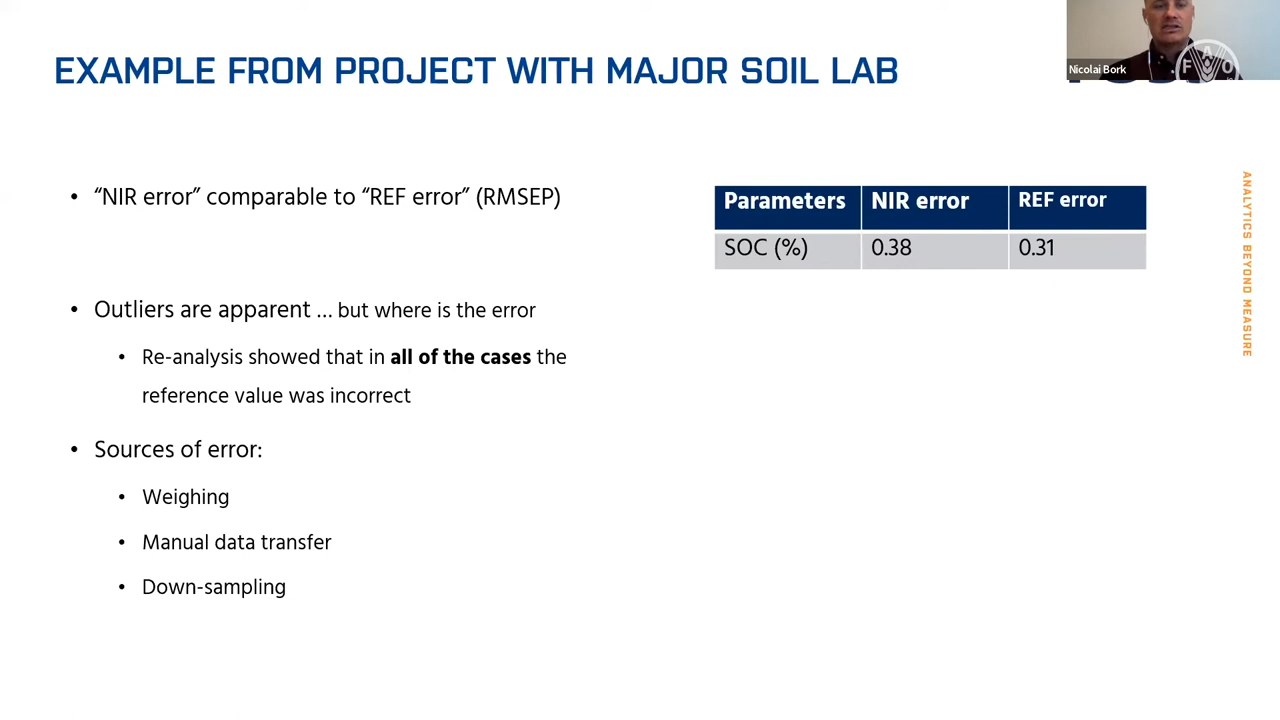 EXAMPLE FROM PROJECT WITH MAJOR SOIL LAB
Nicolai Bork
F A O
• “NIR error” comparable to “REF error” (RMSEP)
Parameters NIR error REF error
SOC (%) 0.38 0.31
• Outliers are apparent … but where is the error
• Re-analysis showed that in all of the cases the
reference value was incorrect
• Sources of error:
• Weighing
• Manual data transfer
• Down-sampling
ANALYTICS BEYOND MEASURE